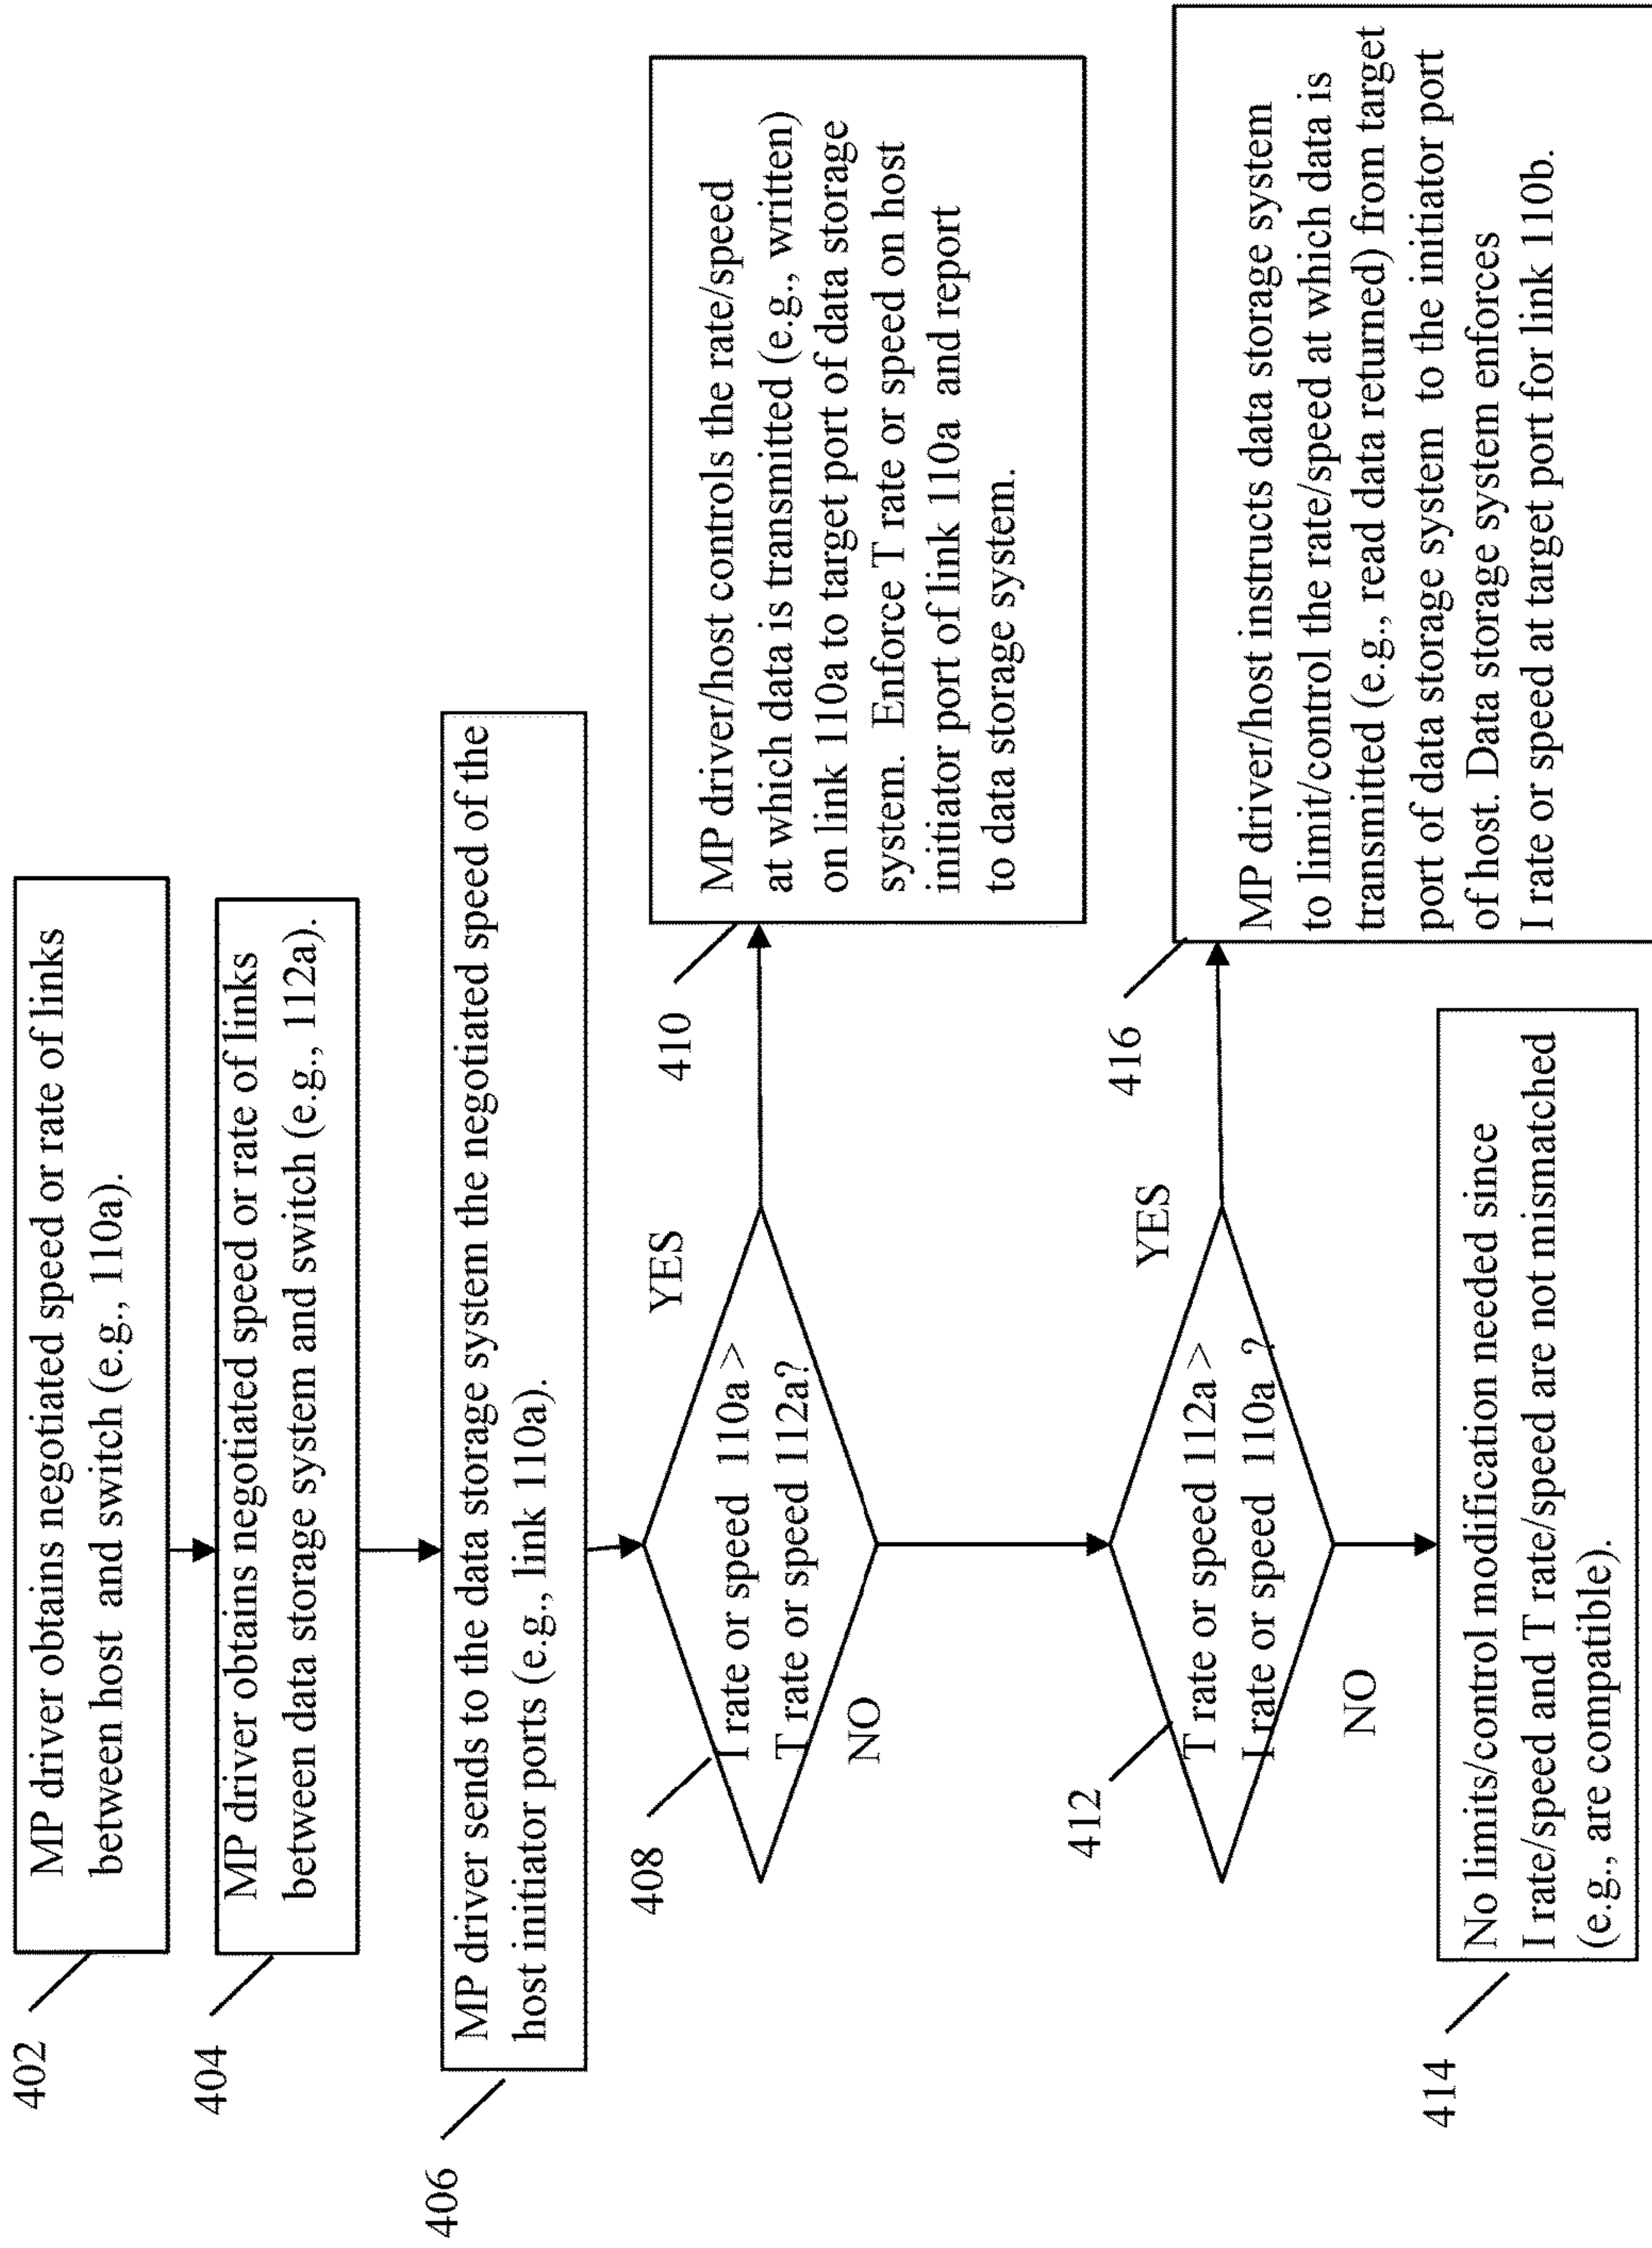 402
MP driver obtains negotiated speed or rate of links
between host and switch (e.g., 110a).
404
MP driver obtains negotiated speed or rate of links
between data storage system and switch (e.g., 112a).
406
MP driver sends to the data storage system the negotiated speed of the
host initiator ports (e.g., link 110a).
408
I rate or speed 110a >
T rate or speed 112a?
YES
NO
410
MP driver/host controls the rate/speed
at which data is transmitted (e.g., written)
on link 110a to target port of data storage
system. Enforce T rate or speed on host
initiator port of link 110a and report
to data storage system.
412
T rate or speed 112a >
I rate or speed 110a ?
YES
NO
416
MP driver/host instructs data storage system
to limit/control the rate/speed at which data is
transmitted (e.g., read data returned) from target
port of data storage system to the initiator port
of host. Data storage system enforces
I rate or speed at target port for link 110b.
414
No limits/control modification needed since
I rate/speed and T rate/speed are not mismatched
(e.g., are compatible).